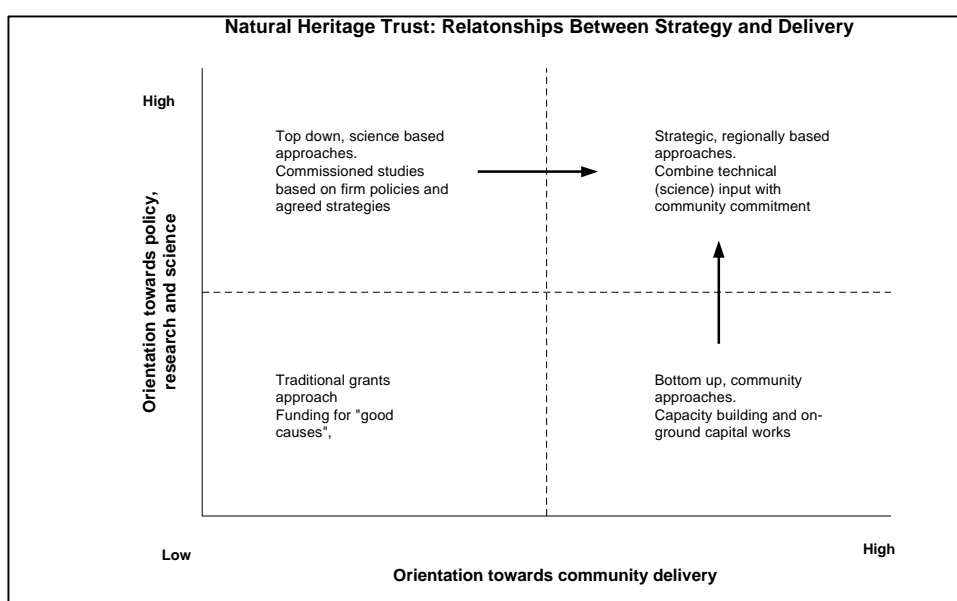 Natural Heritage Trust: Relatonships Between Strategy and Delivery
High
Top down, science based
approaches.
Commissioned studies
based on firm policies and
agreed strategies
Strategic, regionally based
approaches.
Combine technical
(science) input with
community commitment
Orientation towards policy,
research and science
Traditional grants
approach
Funding for "good
causes",
Bottom up, community
approaches.
Capacity building and on-
ground capital works
Low
High
Orientation towards community delivery